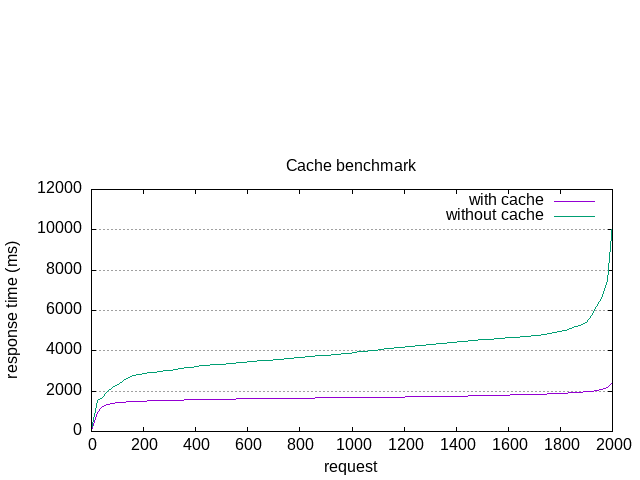 Cache benchmark
12000
10000
8000
6000
4000
2000
0
response time (ms)
with cache
without cache
0 200 400 600 800 1000 1200 1400 1600 1800 2000
request